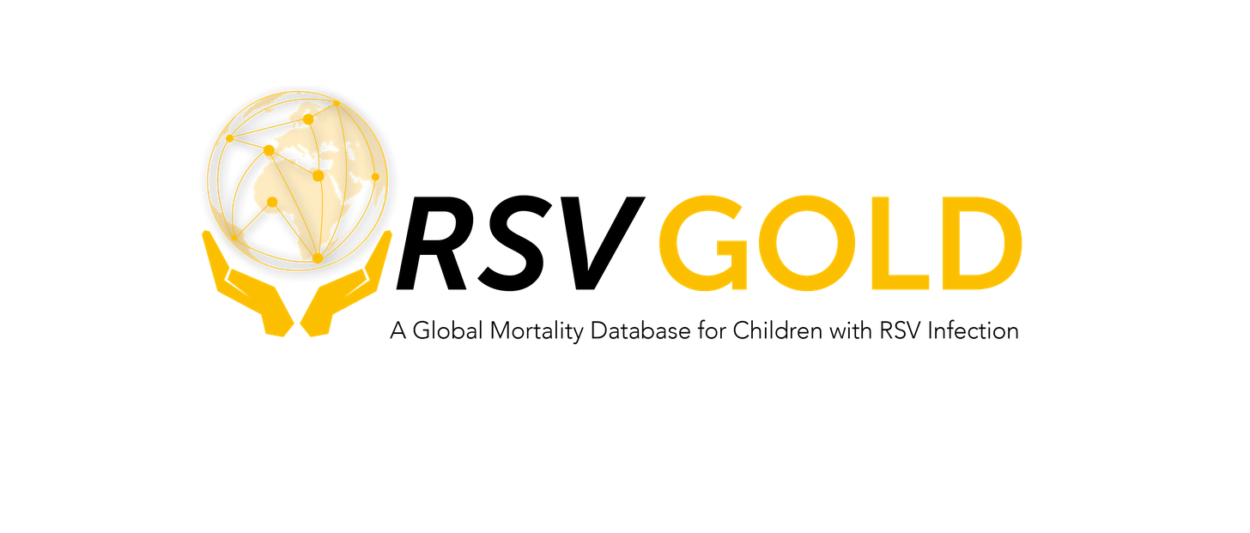 RSV GOLD
A Global Mortality Database for Children with RSV Infection